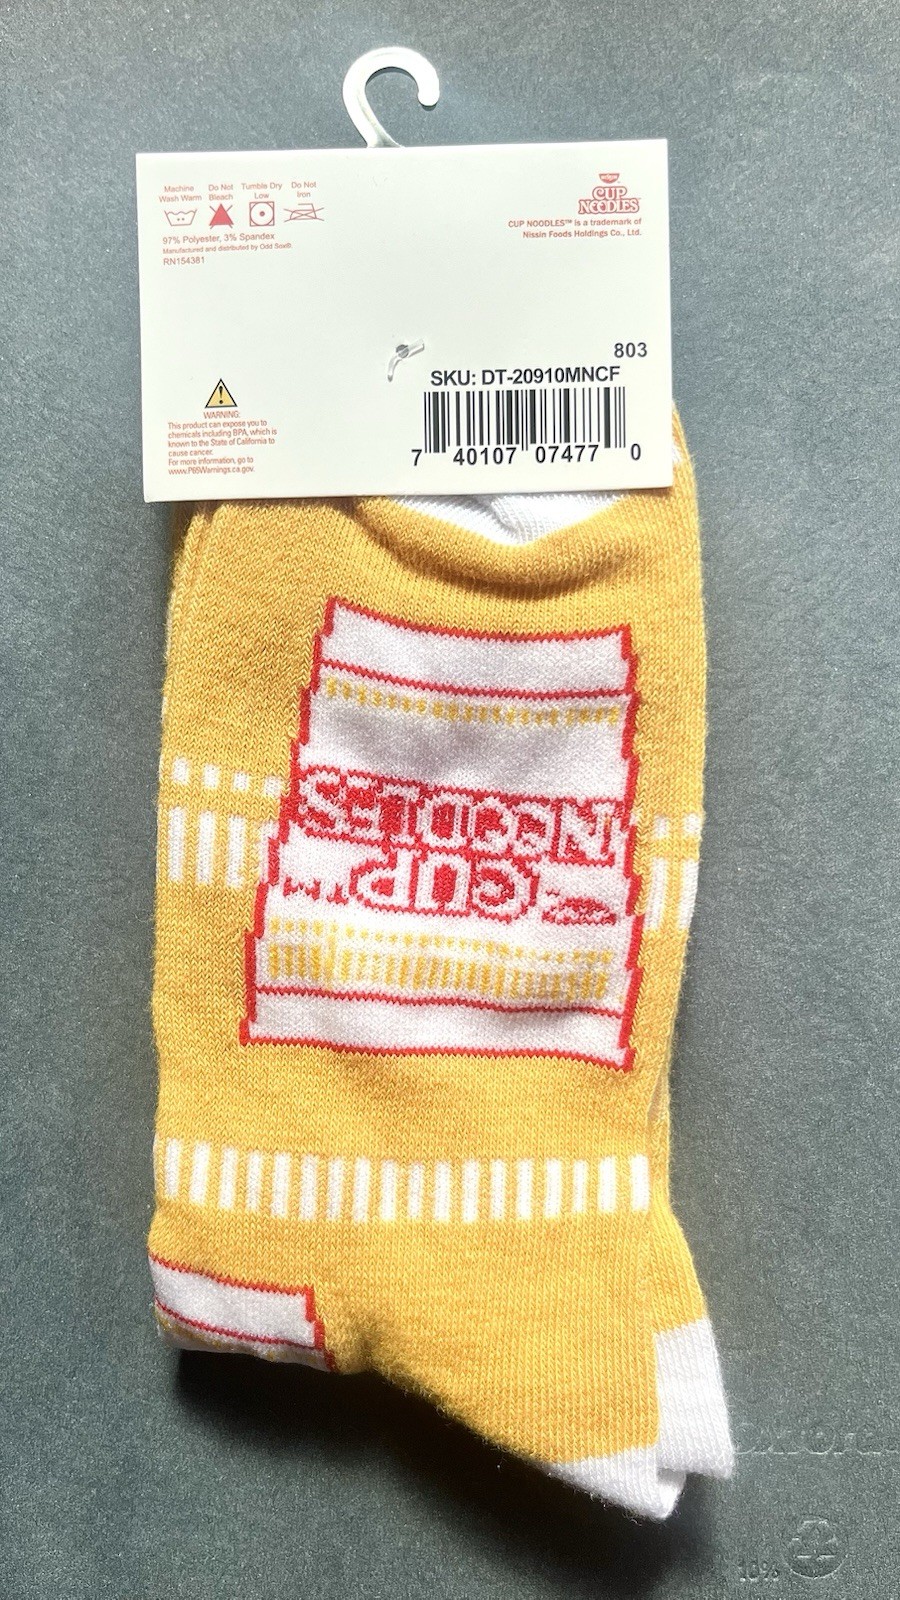 Machine
Wash Warm
Do Not
Bleach
Tumble Dry
Low
Do Not
Iron
97% Polyester, 3% Spandex
Manufactured and distributed by Odd Sox®.
RN154381
CUP
NOODLES
CUP NOODLES™ is a trademark of
Nissin Foods Holdings Co., Ltd.
803
SKU: DT-20910MNCF
7 40107 07477 0
WARNING:
This product can expose you to
chemicals including BPA, which is
known to the State of California to
cause cancer.
For more information, go to
www.P65Warnings.ca.gov.
CUP™
NOODLES
10%